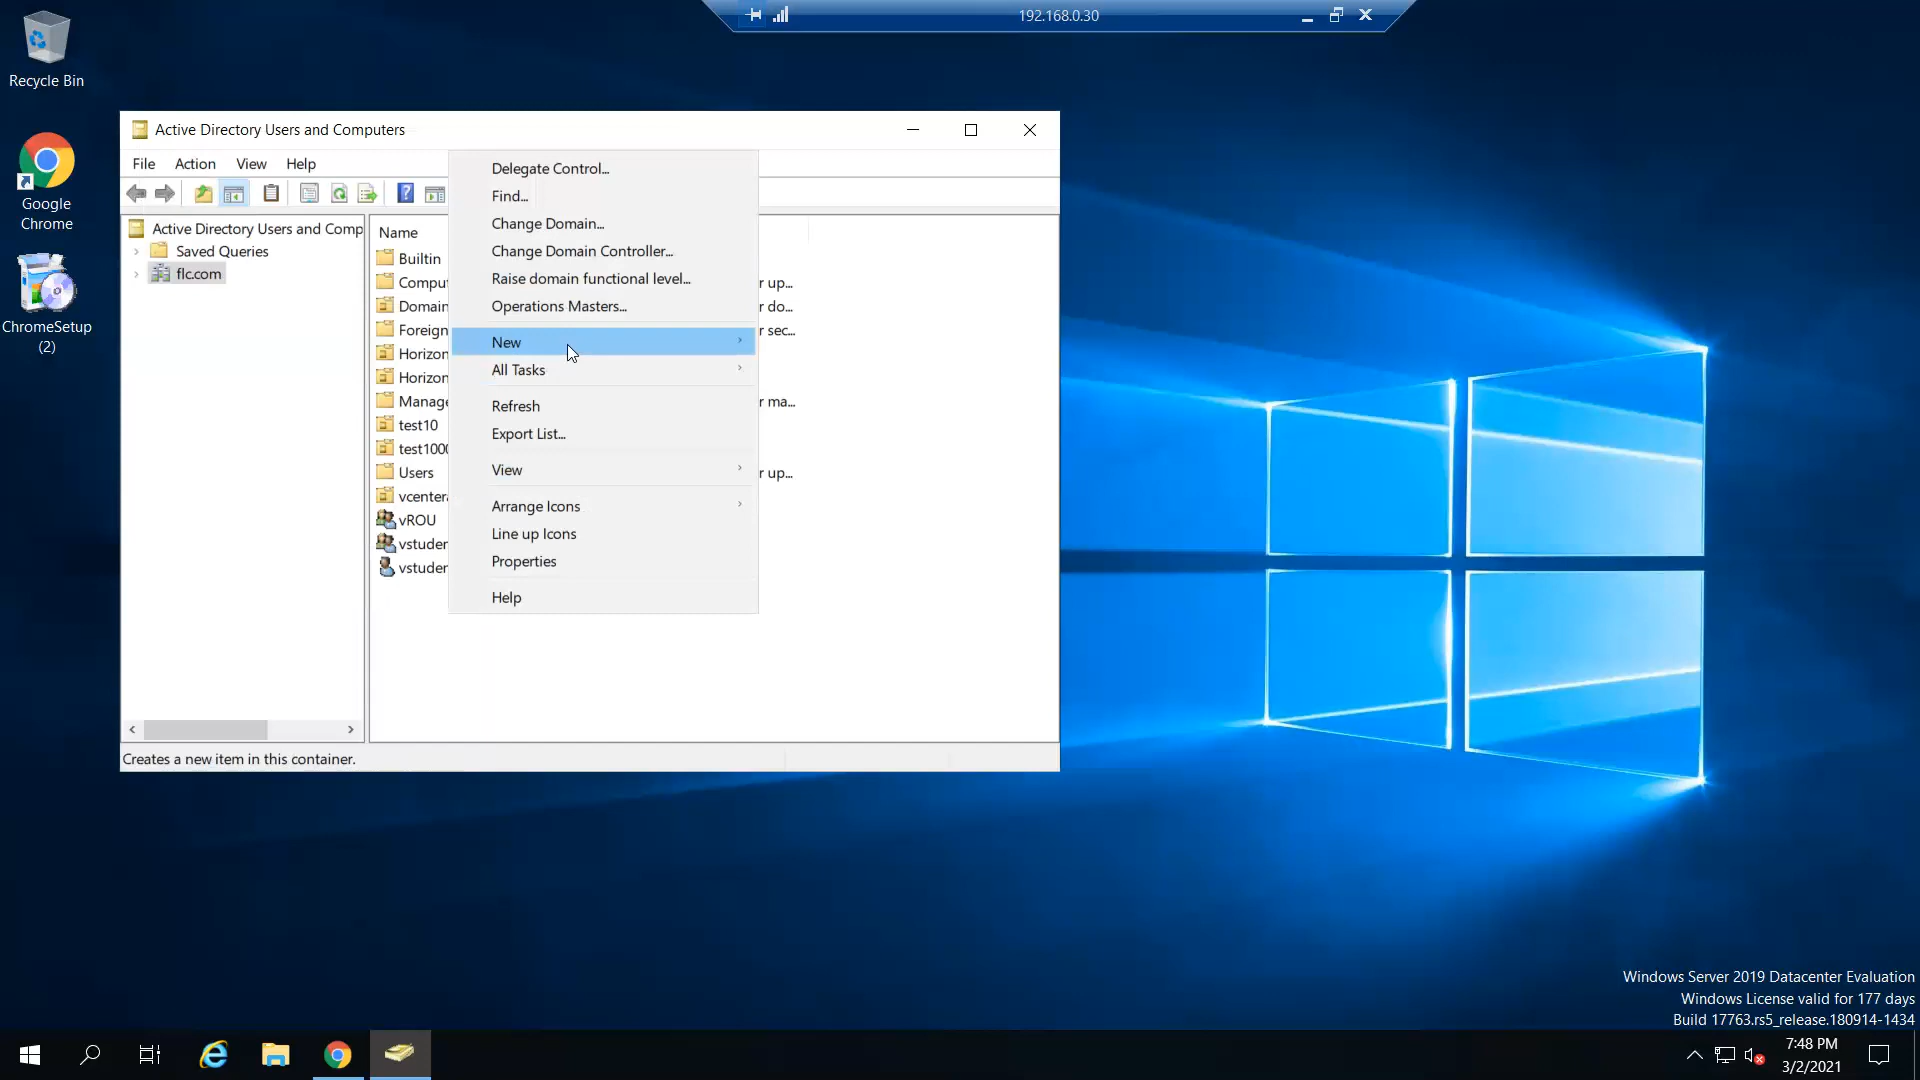 192.168.0.30
Recycle Bin
Google
Chrome
ChromeSetup
(2)
Active Directory Users and Computers
File Action View Help
Active Directory Users and Comp
Saved Queries
flc.com
Name
Builtin
Compu
Domain
Foreign
Horizon
Horizon
Manage
test10
test1000
Users
vcenter
vROU
vstuden
vstuden
r up...
r do...
r sec...
r ma...
r up...
Delegate Control...
Find...
Change Domain...
Change Domain Controller...
Raise domain functional level...
Operations Masters...
New
All Tasks
Refresh
Export List...
View
Arrange Icons
Line up Icons
Properties
Help
Creates a new item in this container.
Windows Server 2019 Datacenter Evaluation
Windows License valid for 177 days
Build 17763.rs5_release.180914-1434
7:48 PM
3/2/2021